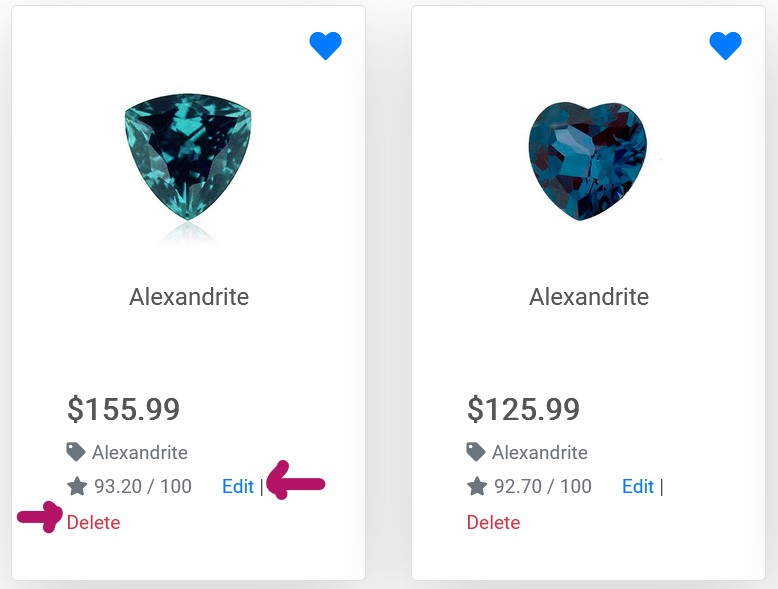 Alexandrite
$155.99
Alexandrite
93.20 / 100 Edit |
Delete
Alexandrite
$125.99
Alexandrite
92.70 / 100 Edit |
Delete